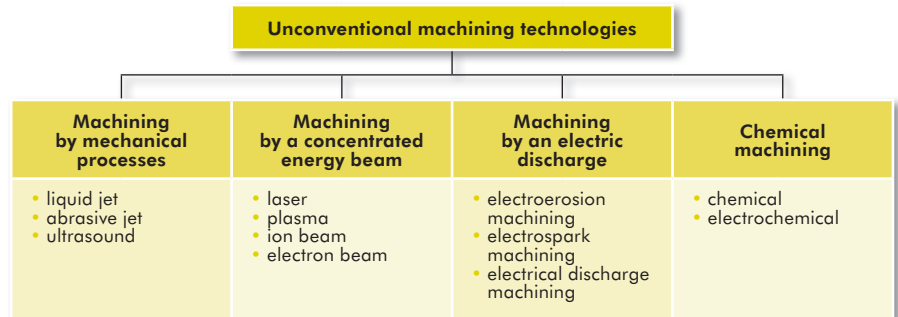 Unconventional machining technologies
Machining
by mechanical
processes
• liquid jet
• abrasive jet
• ultrasound
Machining
by a concentrated
energy beam
• laser
• plasma
• ion beam
• electron beam
Machining
by an electric
discharge
• electroerosion
machining
• electrospark
machining
• electrical discharge
machining
Chemical
machining
• chemical
• electrochemical